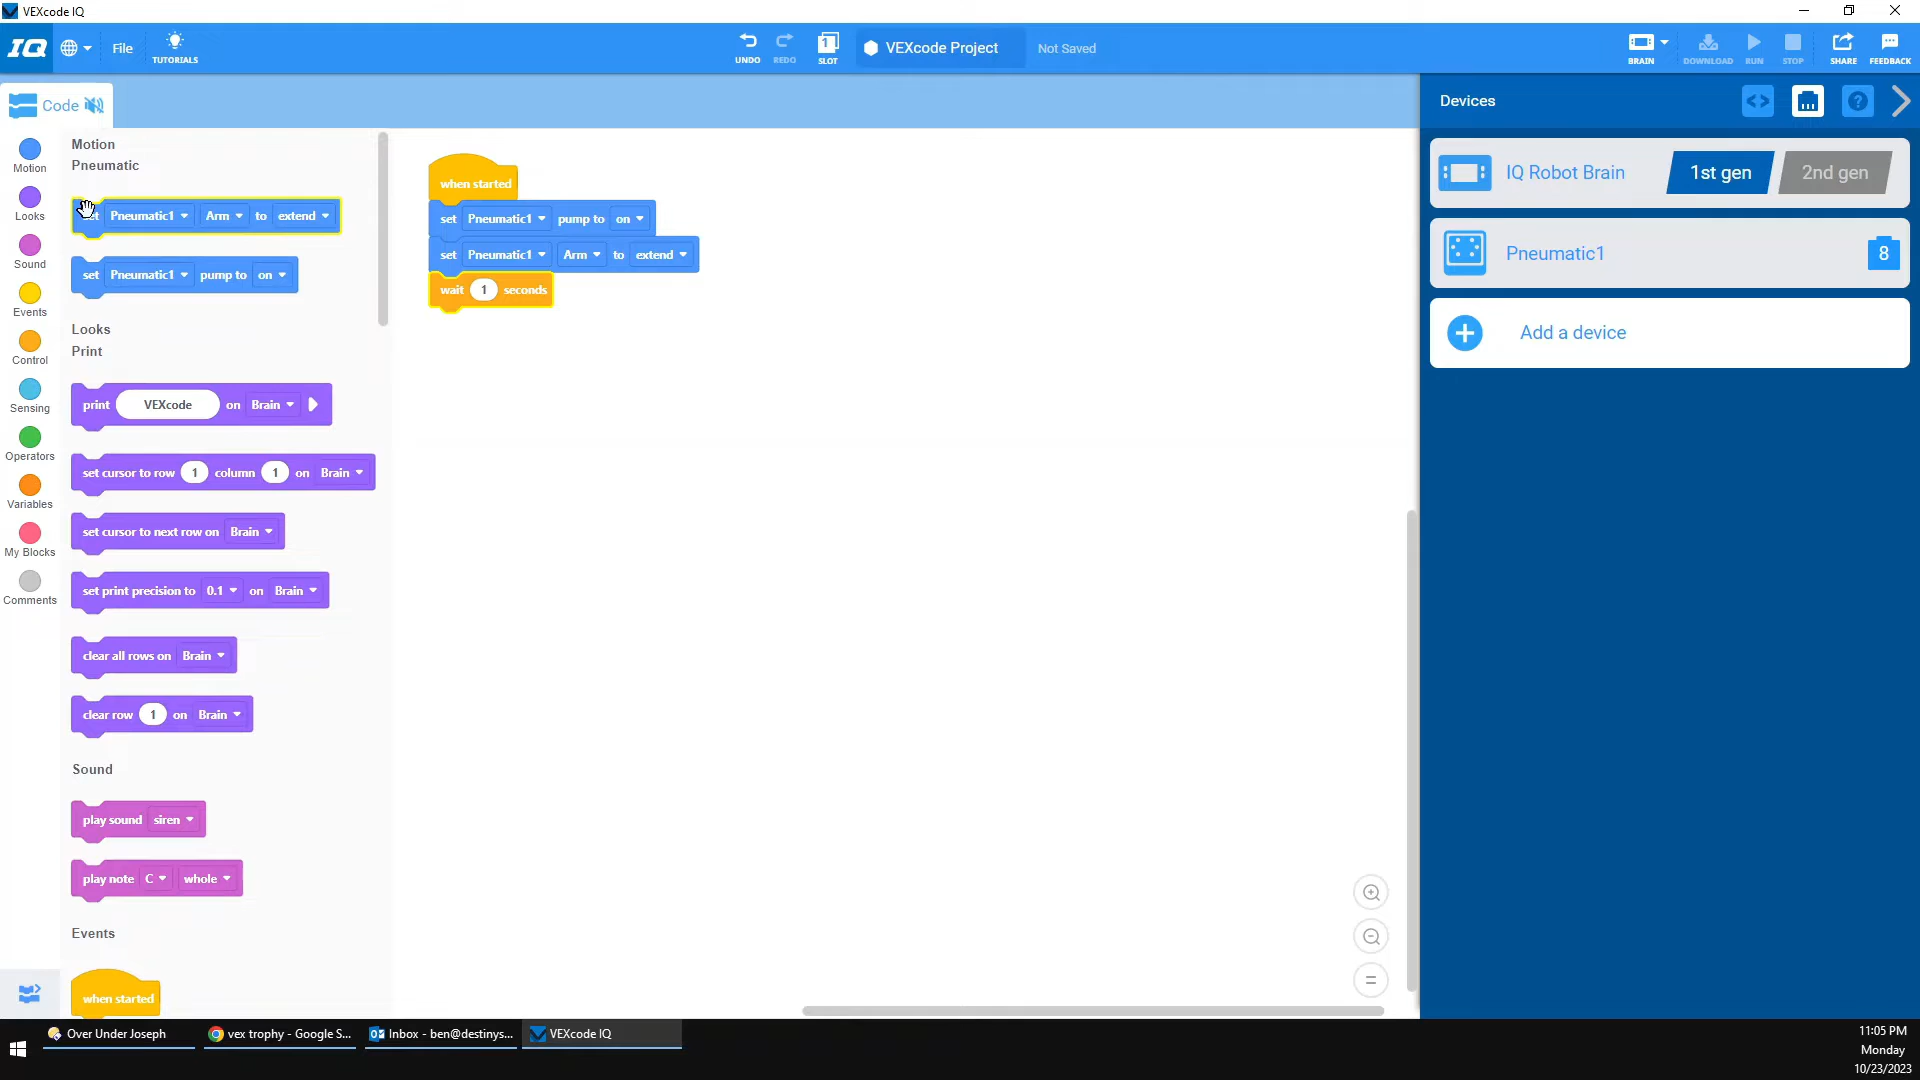 VEXcode IQ
IQ
File
TUTORIALS
UNDO
REDO
1
SLOT
VEXcode Project
Not Saved
BRAIN
DOWNLOAD
RUN
STOP
SHARE
FEEDBACK
Code
Devices
?
Motion
Looks
Sound
Events
Control
Sensing
Operators
Variables
My Blocks
Comments
Motion
Pneumatic
Pneumatic1 Arm to extend
set Pneumatic1 pump to on
Looks
Print
print VEXcode on Brain
set cursor to row 1 column 1 on Brain
set cursor to next row on Brain
set print precision to 0.1 on Brain
clear all rows on Brain
clear row 1 on Brain
Sound
play sound siren
play note C whole
Events
when started
when started
set Pneumatic1 pump to on
set Pneumatic1 Arm to extend
wait 1 seconds
IQ Robot Brain 1st gen 2nd gen
Pneumatic1 8
Add a device
Over Under Joseph
vex trophy - Google S...
Inbox - ben@destinys...
VEXcode IQ
11:05 PM
Monday
10/23/2023